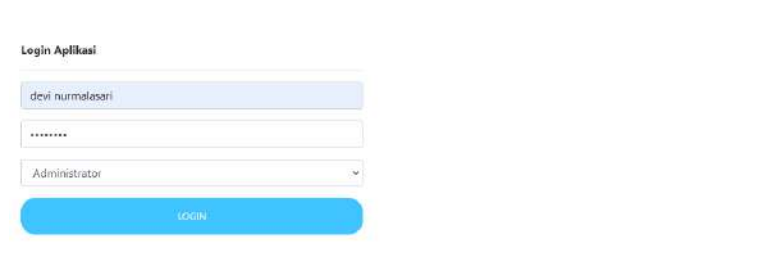 Login Aplikasi
devi nurmalasari
••••••••
Administrator
LOGIN